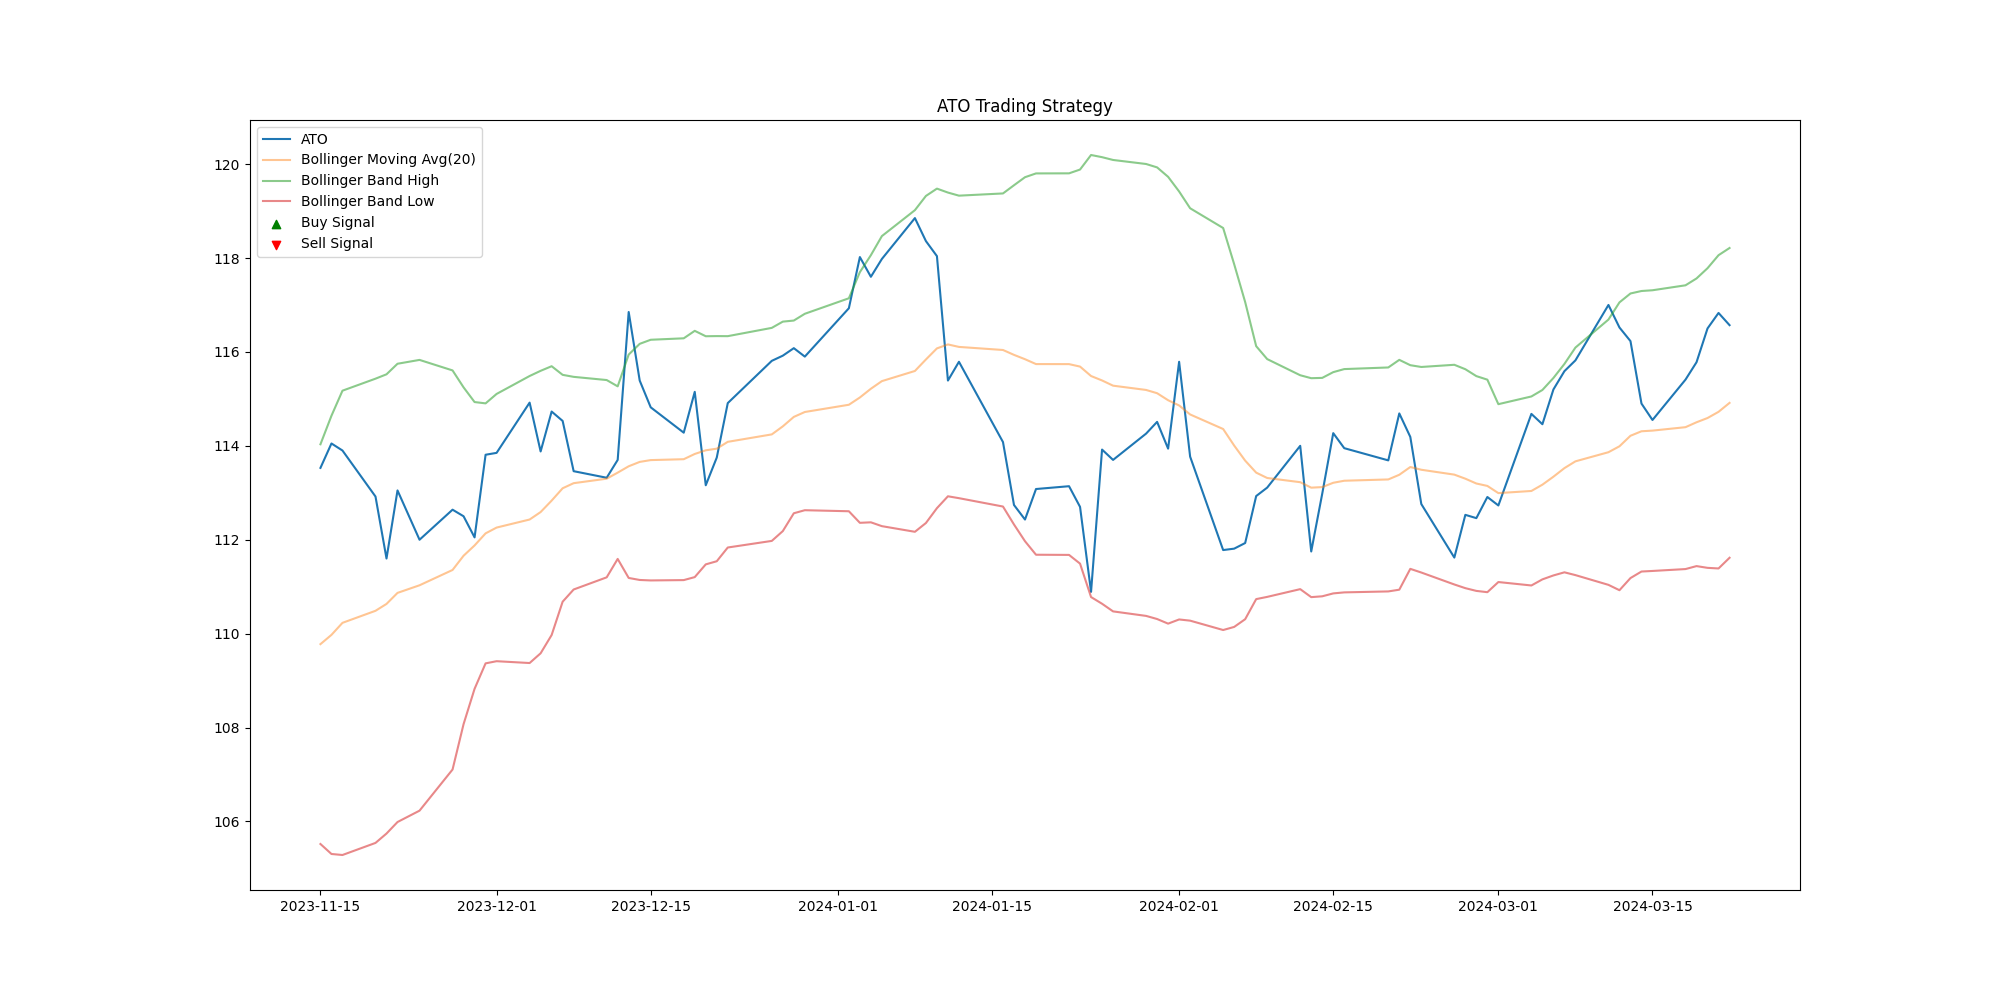 ATO Trading Strategy
ATO
Bollinger Moving Avg(20)
Bollinger Band High
Bollinger Band Low
Buy Signal
Sell Signal
120
118
116
114
112
110
108
106
2023-11-15 2023-12-01 2023-12-15 2024-01-01 2024-01-15 2024-02-01 2024-02-15 2024-03-01 2024-03-15